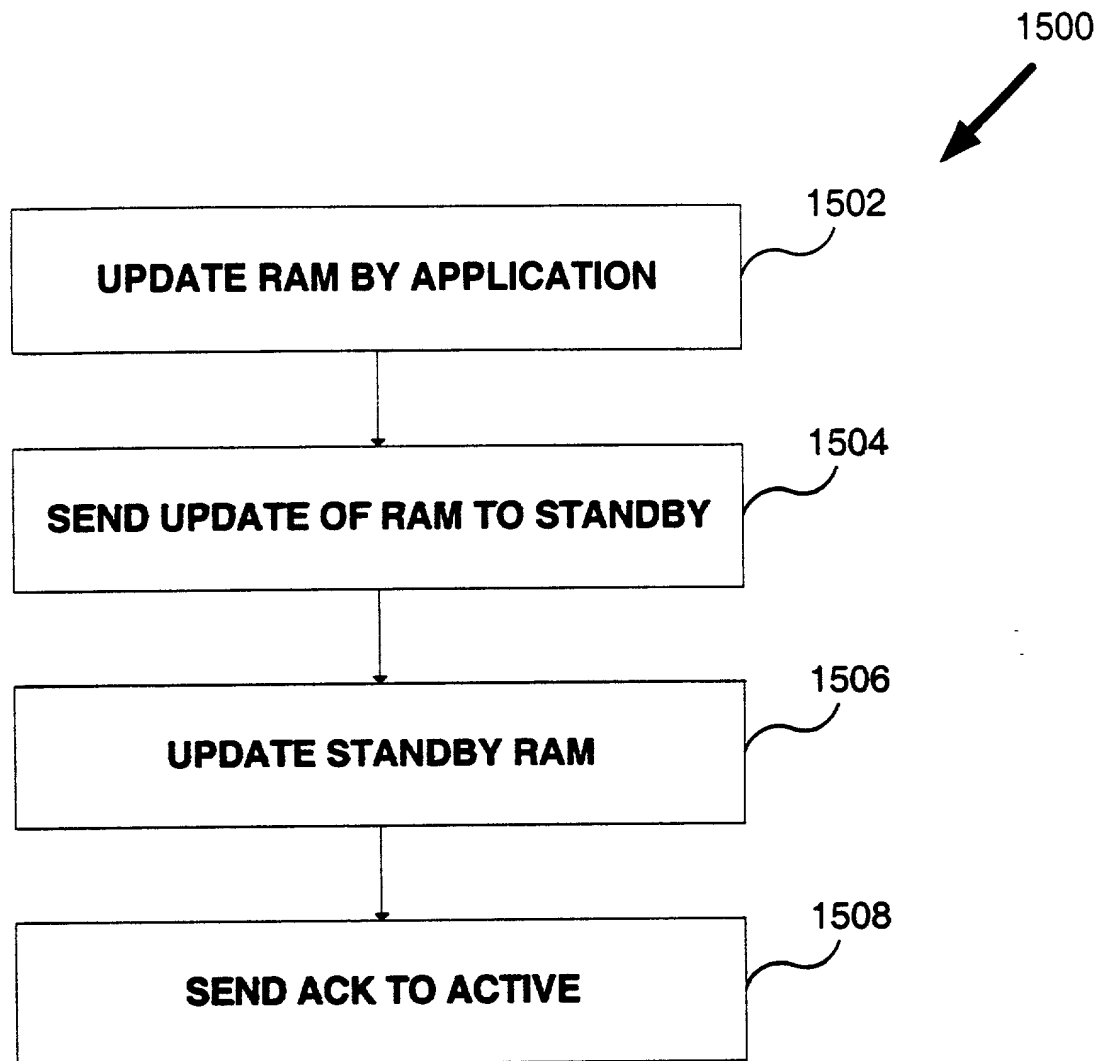 1500
1502
UPDATE RAM BY APPLICATION
1504
SEND UPDATE OF RAM TO STANDBY
1506
UPDATE STANDBY RAM
1508
SEND ACK TO ACTIVE